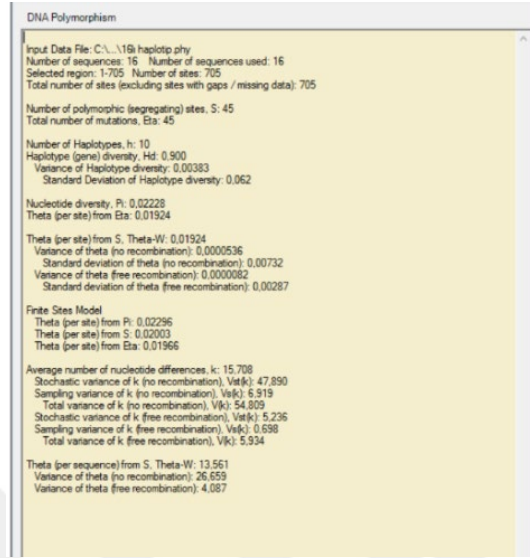 DNA Polymorphism
Input Data File: C:\...\16li haplotip.phy
Number of sequences: 16 Number of sequences used: 16
Selected region: 1-705 Number of sites: 705
Total number of sites (excluding sites with gaps / missing data): 705
Number of polymorphic (segregating) sites, S: 45
Total number of mutations, Eta: 45
Number of Haplotypes, h: 10
Haplotype (gene) diversity, Hd: 0,900
Variance of Haplotype diversity: 0,00383
Standard Deviation of Haplotype diversity: 0,062
Nucleotide diversity, Pi: 0,02228
Theta (per site) from Eta: 0,01924
Theta (per site) from S, Theta-W: 0,01924
Variance of theta (no recombination): 0,0000536
Standard deviation of theta (no recombination): 0,00732
Variance of theta (free recombination): 0,0000082
Standard deviation of theta (free recombination): 0,00287
Finite Sites Model
Theta (per site) from Pi: 0,02296
Theta (per site) from S: 0,02003
Theta (per site) from Eta: 0,01966
Average number of nucleotide differences, k: 15,708
Stochastic variance of k (no recombination), Vst(k): 47,890
Sampling variance of k (no recombination), Vs(k): 6,919
Total variance of k (no recombination), V(k): 54,809
Stochastic variance of k (free recombination), Vst(k): 5,236
Sampling variance of k (free recombination), Vs(k): 0,698
Total variance of k (free recombination), V(k): 5,934
Theta (per sequence) from S, Theta-W: 13,561
Variance of theta (no recombination): 26,659
Variance of theta (free recombination): 4,087